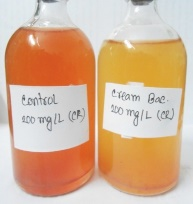 Control
200 mg/L (CR)
Cream Bac.
200 mg/L (CR)